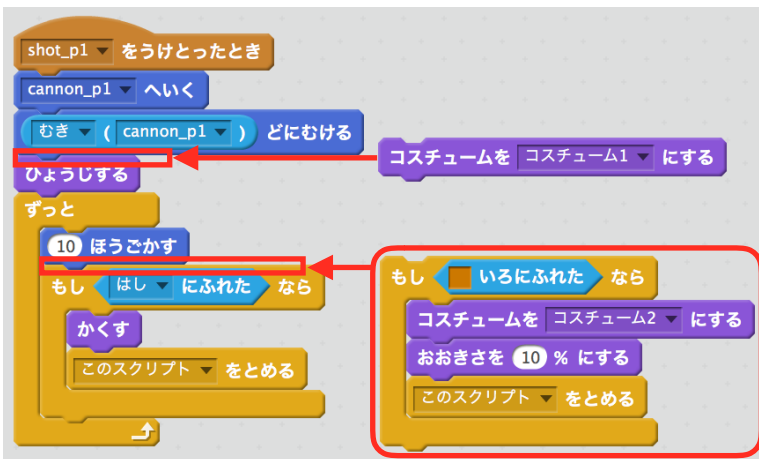 shot_p1 をうけとったとき
cannon_p1 へいく
むき ( cannon_p1 ) どにむける
ひょうじする
ずっと
10 ほうごかす
もし はし にふれた なら
かくす
このスクリプト をとめる
コスチュームを コスチューム1 にする
もし いろにふれた なら
コスチュームを コスチューム2 にする
おおきさを 10 % にする
このスクリプト をとめる